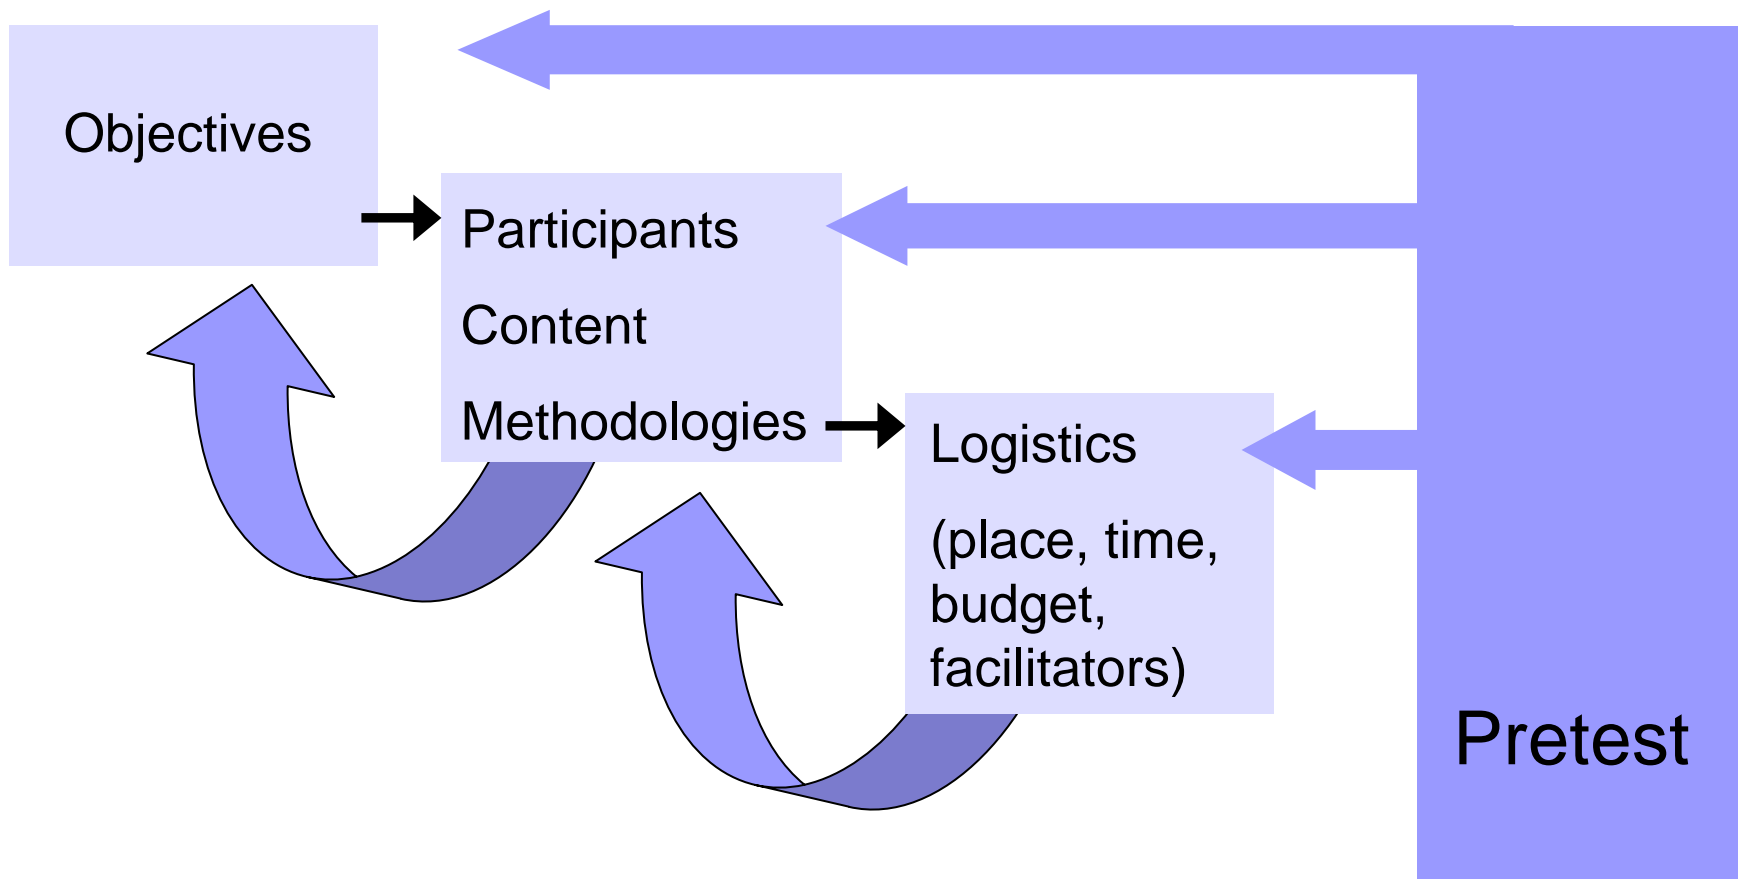 Objectives
Participants
Content
Methodologies
Logistics
(place, time,
budget,
facilitators)
Pretest